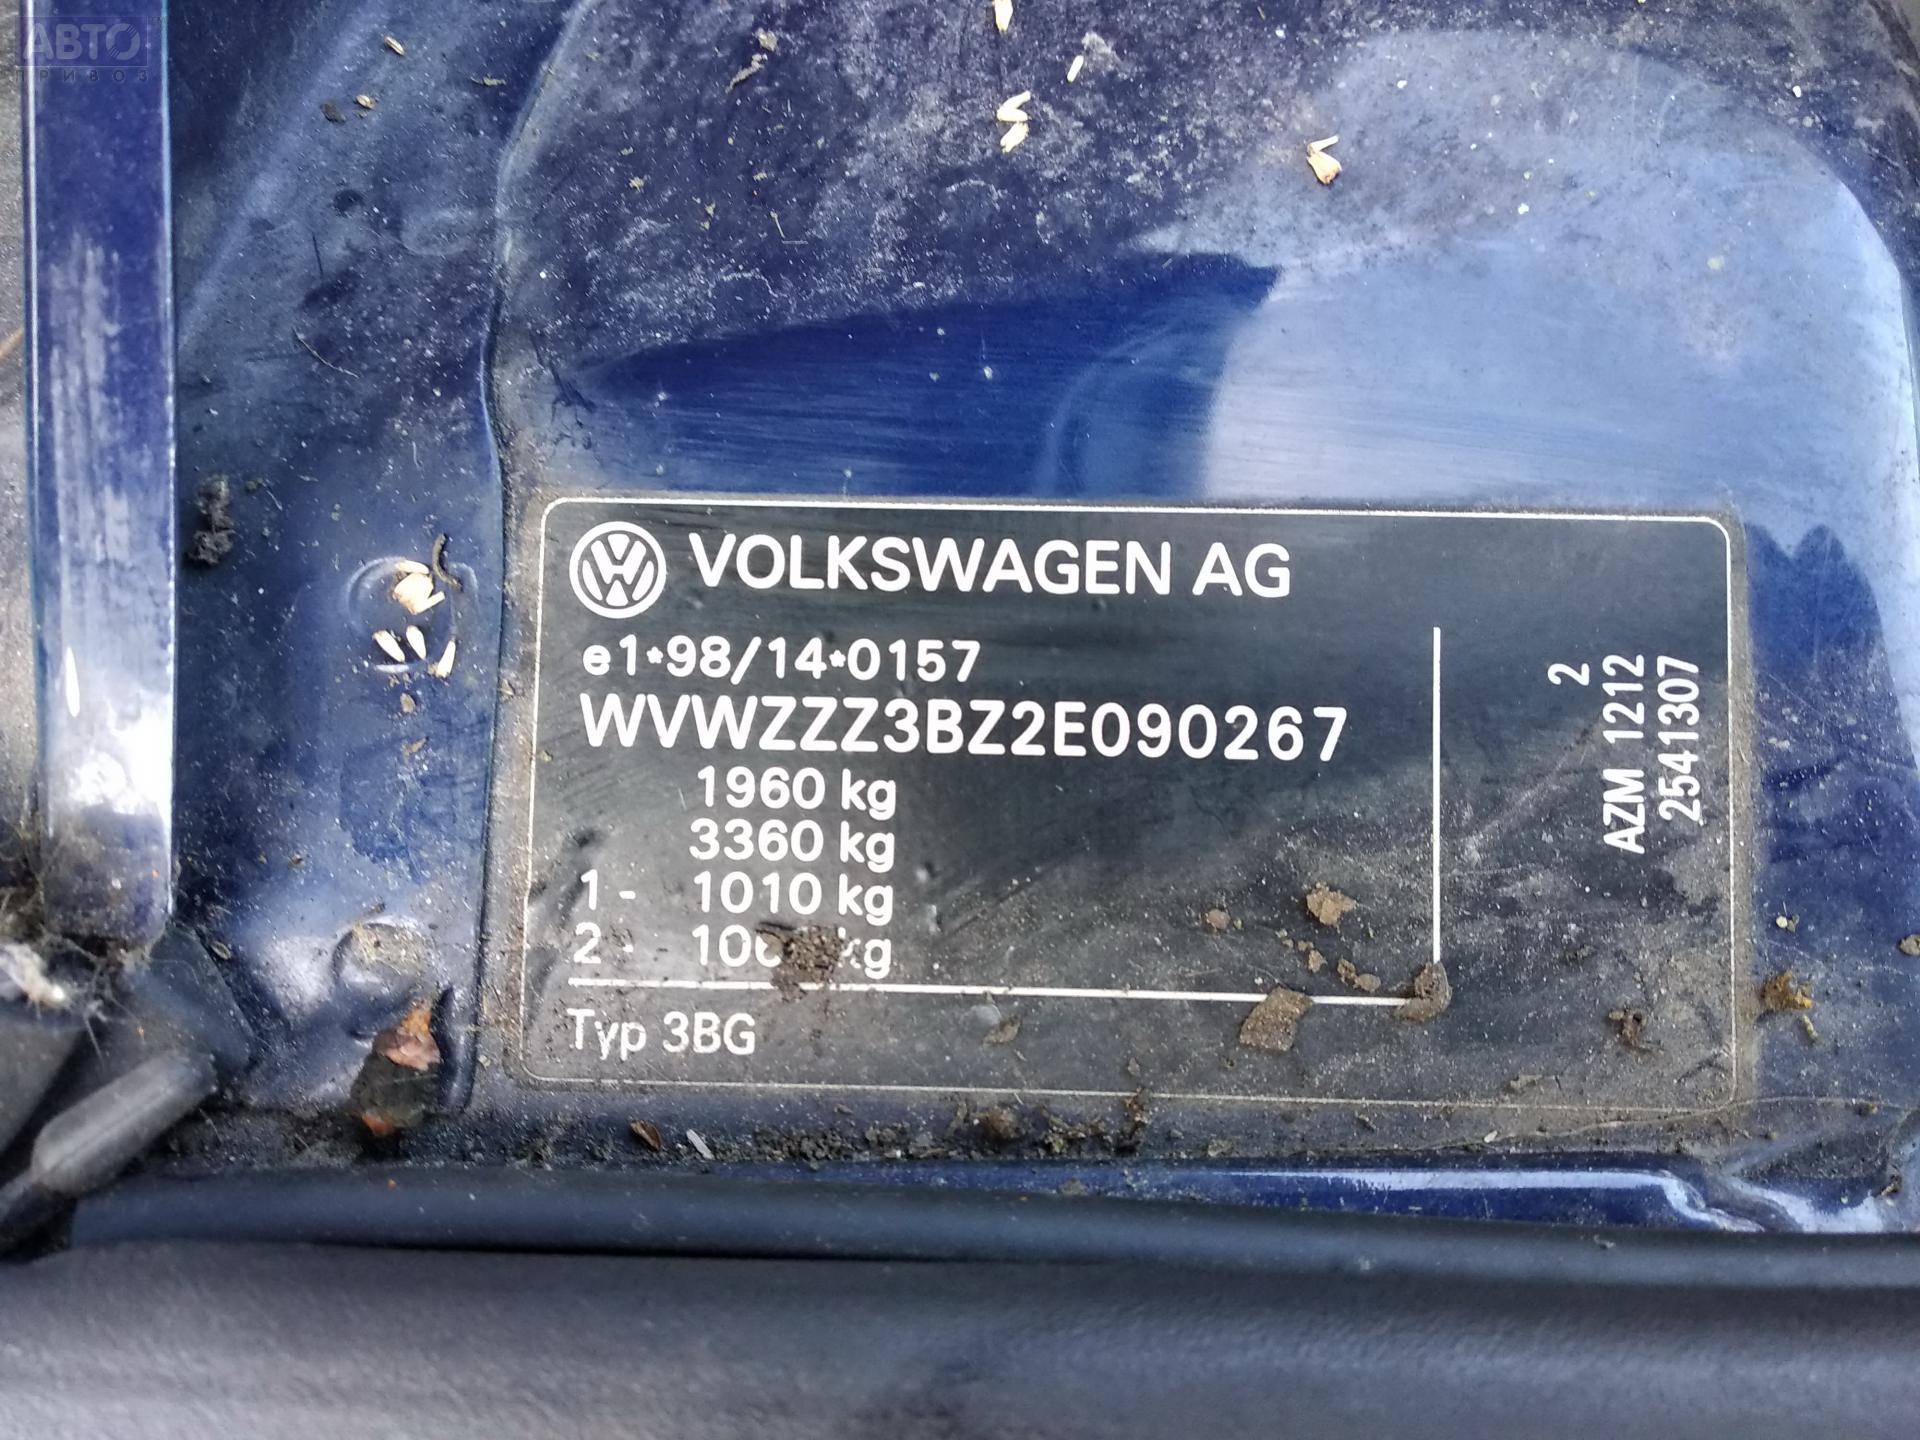 АВТО
ПРИВОЗ
VOLKSWAGEN AG
e1*98/14*0157
WVWZZZ3BZ2E090267
1960 kg
3360 kg
1 - 1010 kg
2 - kg
Typ 3BG
2
AZM 1212
2541307